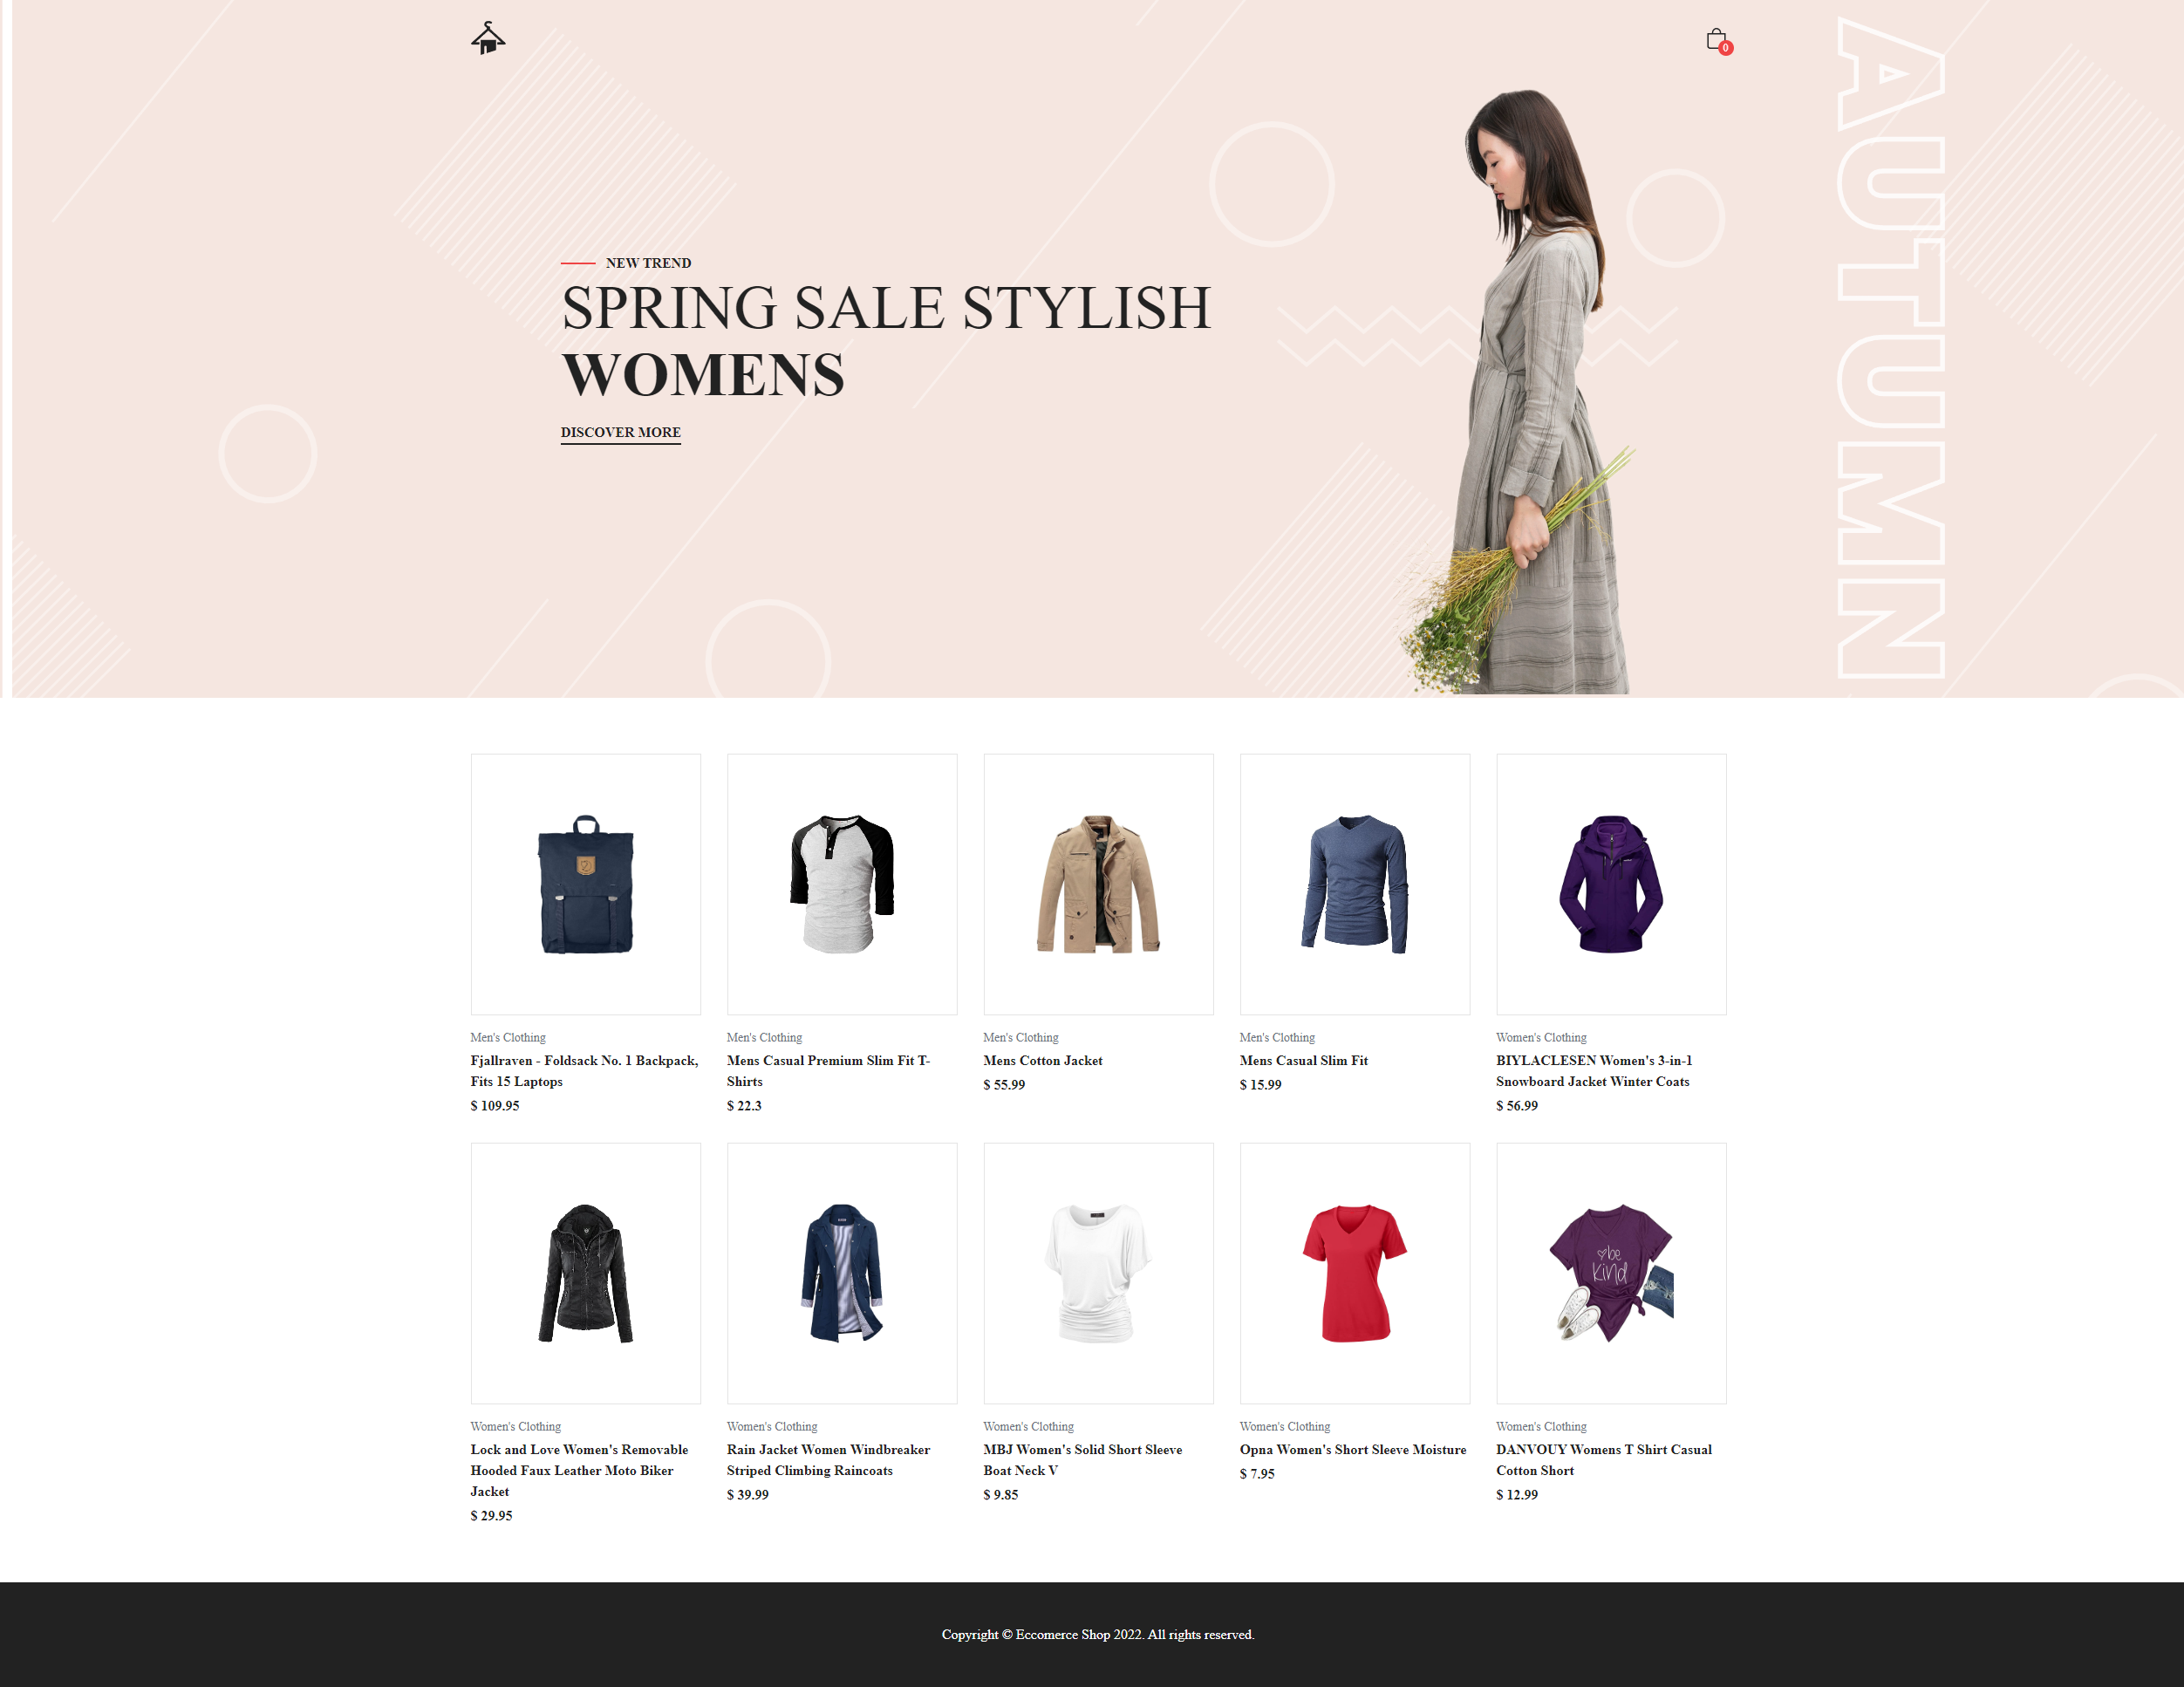 0
AUTUMN
NEW TREND
SPRING SALE STYLISH
WOMENS
DISCOVER MORE
Men's Clothing
Fjallraven - Foldsack No. 1 Backpack,
Fits 15 Laptops
$ 109.95
Men's Clothing
Mens Casual Premium Slim Fit T-
Shirts
$ 22.3
Men's Clothing
Mens Cotton Jacket
$ 55.99
Men's Clothing
Mens Casual Slim Fit
$ 15.99
Women's Clothing
BIYLACLESEN Women's 3-in-1
Snowboard Jacket Winter Coats
$ 56.99
be
kind
Women's Clothing
Lock and Love Women's Removable
Hooded Faux Leather Moto Biker
Jacket
$ 29.95
Women's Clothing
Rain Jacket Women Windbreaker
Striped Climbing Raincoats
$ 39.99
Women's Clothing
MBJ Women's Solid Short Sleeve
Boat Neck V
$ 9.85
Women's Clothing
Opna Women's Short Sleeve Moisture
$ 7.95
Women's Clothing
DANVOUY Womens T Shirt Casual
Cotton Short
$ 12.99
Copyright © Eccomerce Shop 2022. All rights reserved.